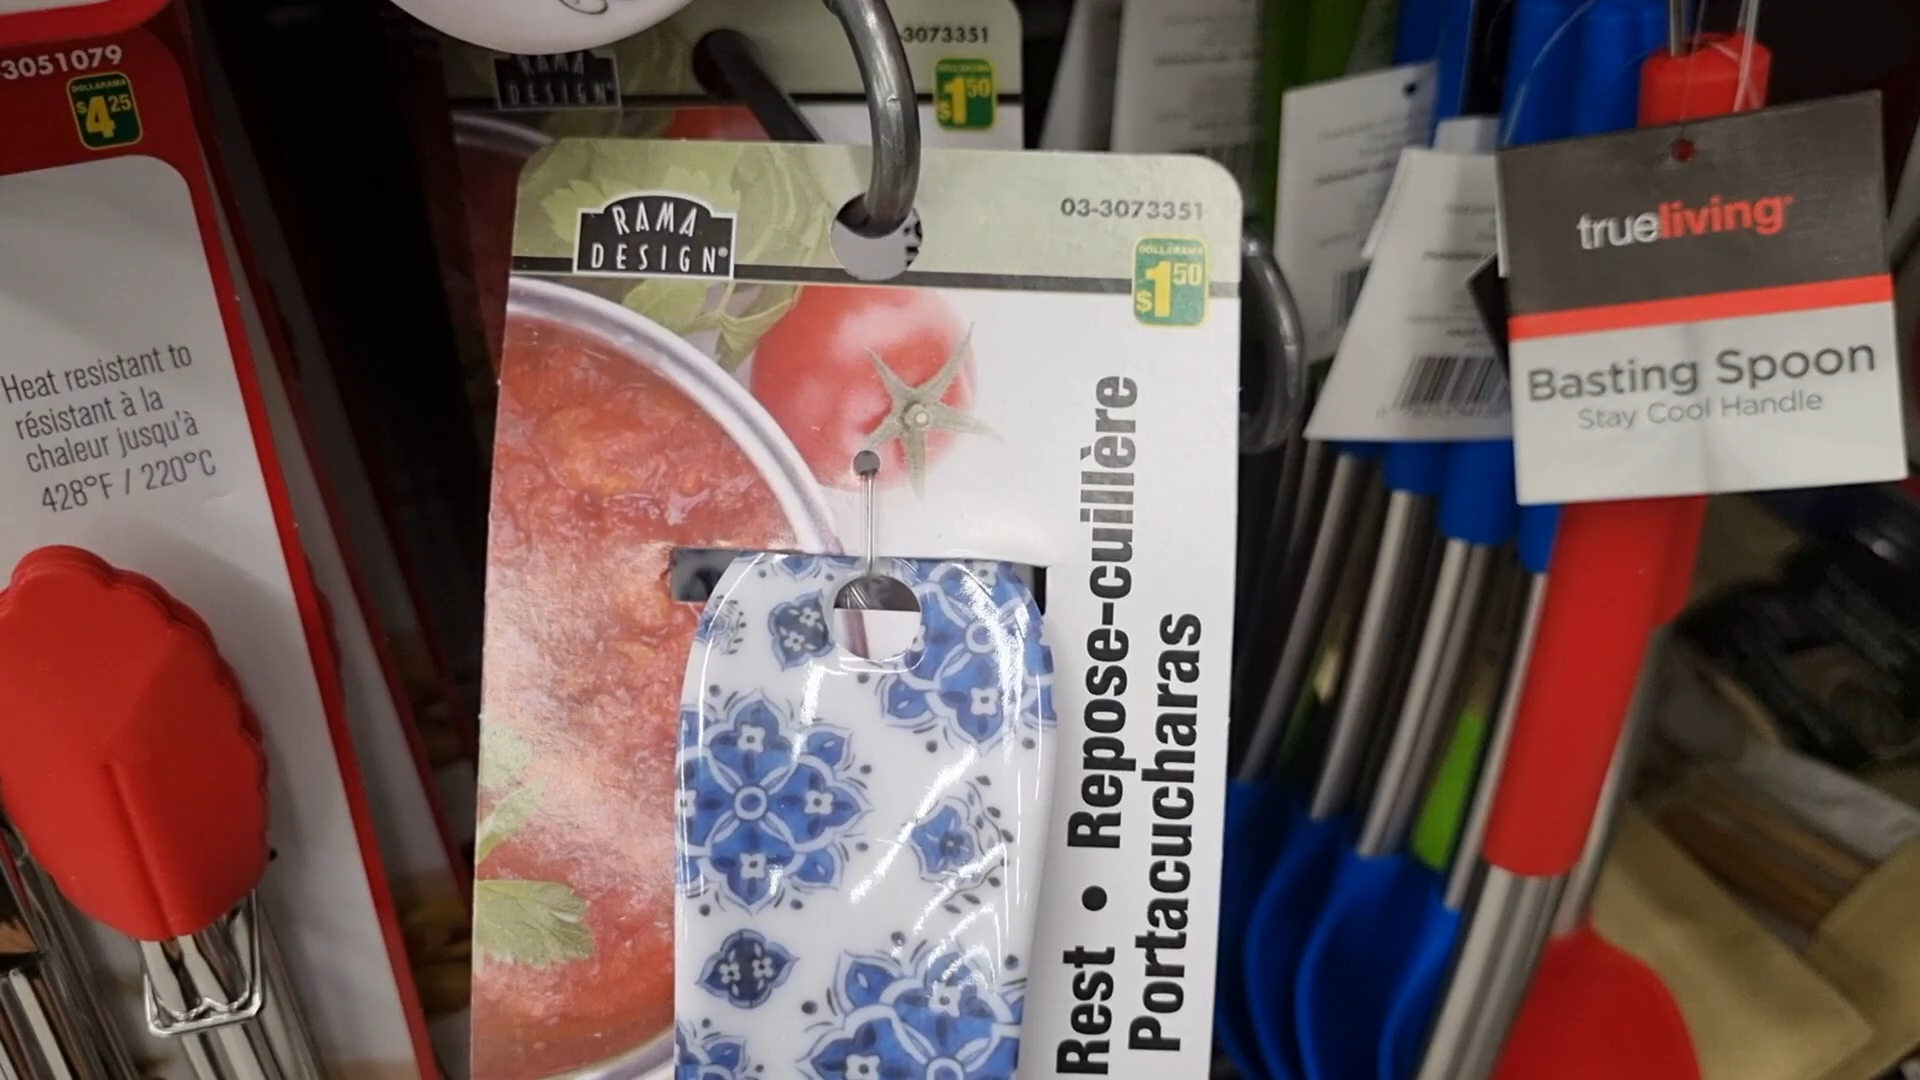 3051079
DOLLARAMA
$4.25
Heat resistant to
résistant à la
chaleur jusqu'à
428°F / 220°C
RAMA
DESIGN
-3073351
$1.50
RAMA
DESIGN®
03-3073351
DOLLARAMA
$1.50
Rest • Repose-cuillère
Portacucharas
trueliving
Basting Spoon
Stay Cool Handle